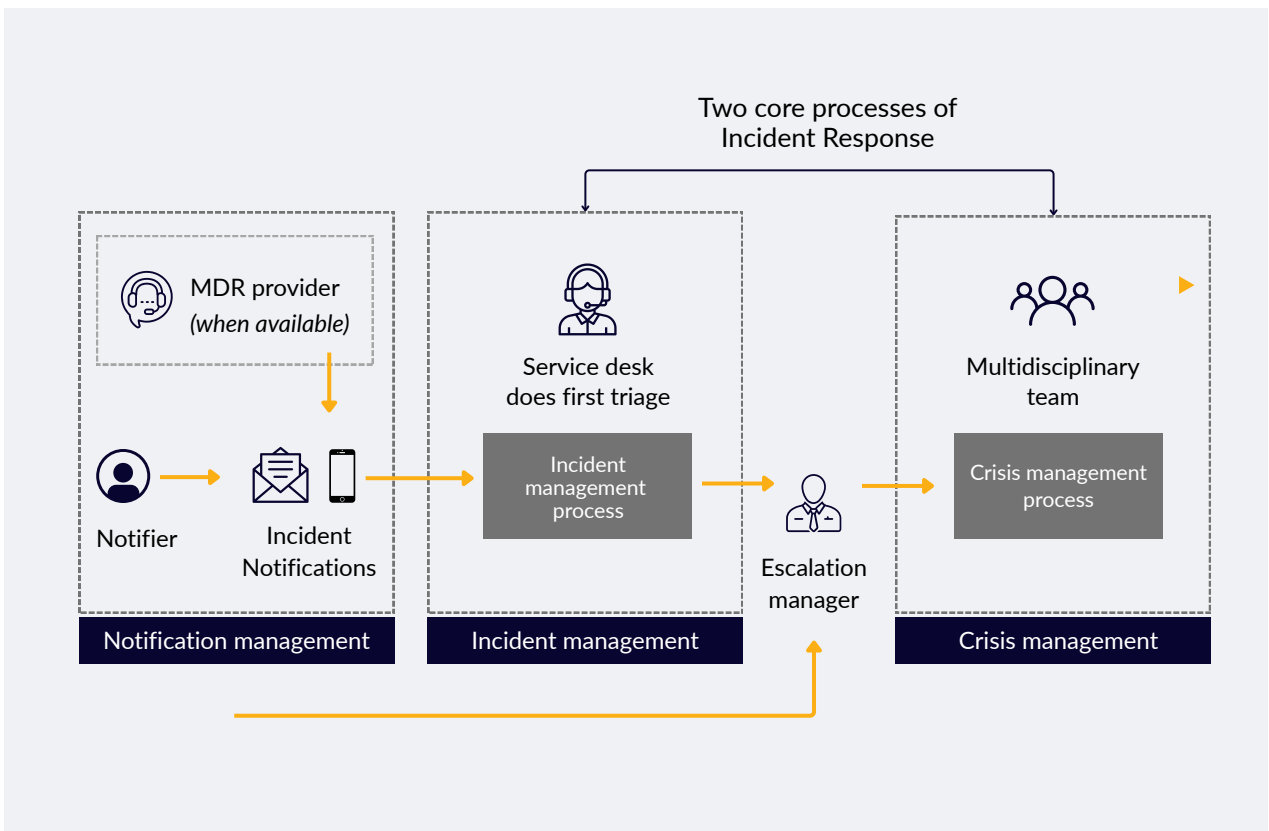 Two core processes of
Incident Response
MDR provider
(when available)
Notifier
Incident
Notifications
Notification management
Service desk
does first triage
Incident
management
process
Incident management
Escalation
manager
Multidisciplinary
team
Crisis management
process
Crisis management